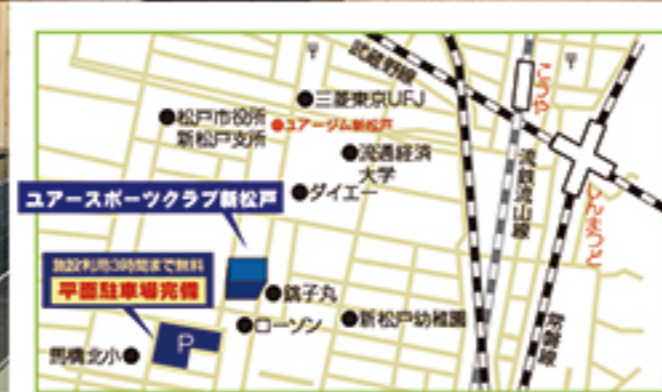 武蔵野線
こうや
三菱東京UFJ
松戸市役所
新松戸支所
ユアージム新松戸
流通経済
大学
流鉄流山線
しんまつど
ダイエー
ユアースポーツクラブ新松戸
施設利用3時間まで無料
平面駐車場完備
銚子丸
ローソン
新松戸幼稚園
常磐線
馬橋北小
P